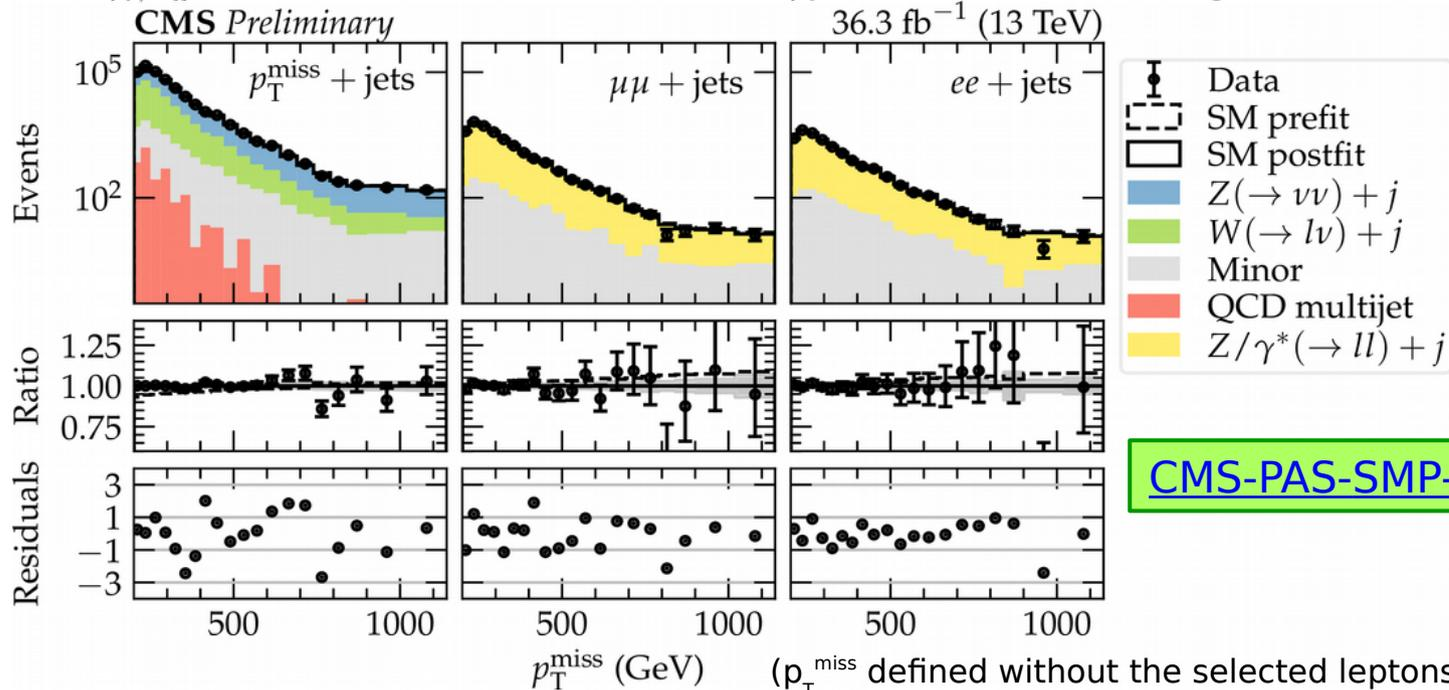 CMS Preliminary
36.3 fb⁻¹ (13 TeV)
p_T^miss + jets
μμ + jets
ee + jets
Events
10⁵
10²
Data
SM prefit
SM postfit
Z(→ νν) + j
W(→ lν) + j
Minor
QCD multijet
Z/γ*(→ ll) + j
Ratio
1.25
1.00
0.75
CMS-PAS-SMP-
Residuals
3
1
−1
−3
500 1000 500 1000 500 1000
p_T^miss (GeV)
(p_T^miss defined without the selected leptons